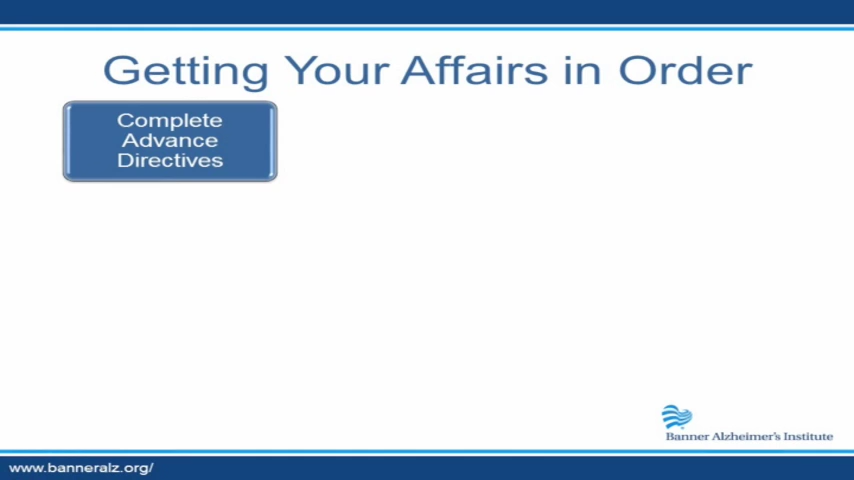 Getting Your Affairs in Order
Complete
Advance
Directives
Banner Alzheimer's Institute
www.banneralz.org/